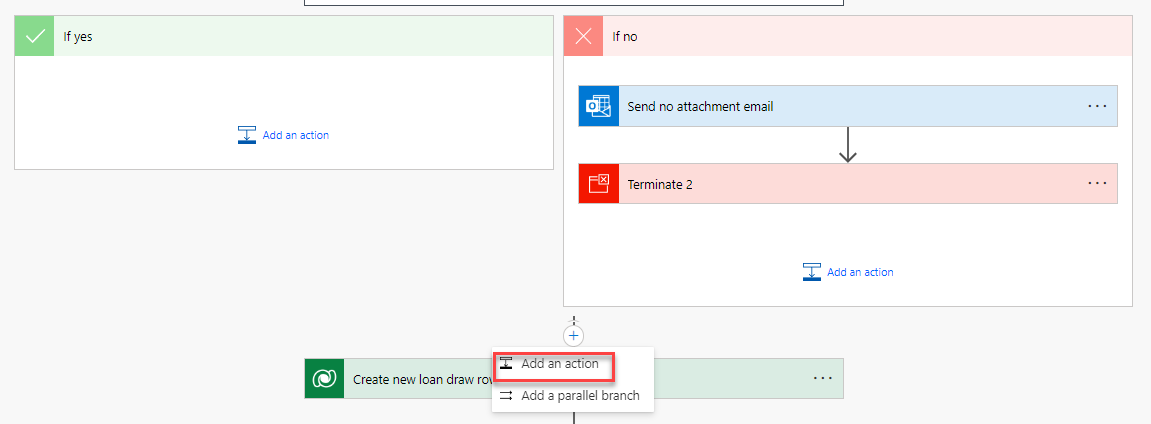 If yes
If no
Send no attachment email
Add an action
Terminate 2
Add an action
Add an action
Create new loan draw row
Add a parallel branch